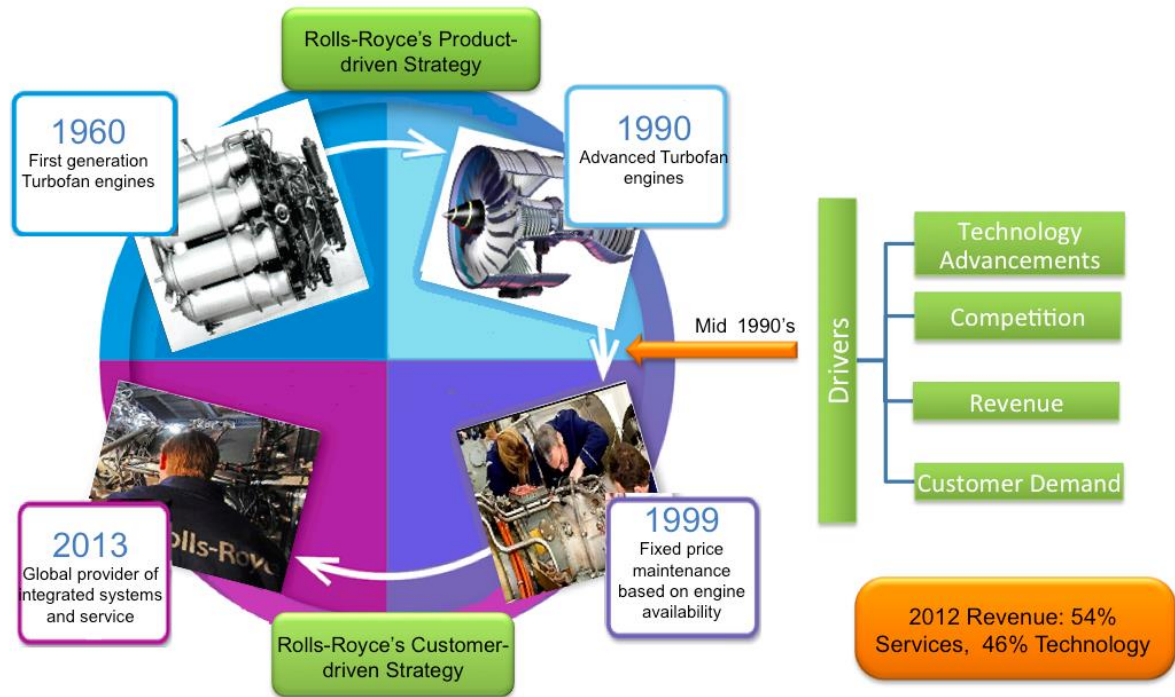 Rolls-Royce's Product-
driven Strategy
1960
First generation
Turbofan engines
1990
Advanced Turbofan
engines
Mid 1990's
Drivers
Technology
Advancements
Competition
Revenue
Customer Demand
1999
Fixed price
maintenance
based on engine
availability
2013
Global provider of
integrated systems
and service
olls-Royc
Rolls-Royce's Customer-
driven Strategy
2012 Revenue: 54%
Services, 46% Technology